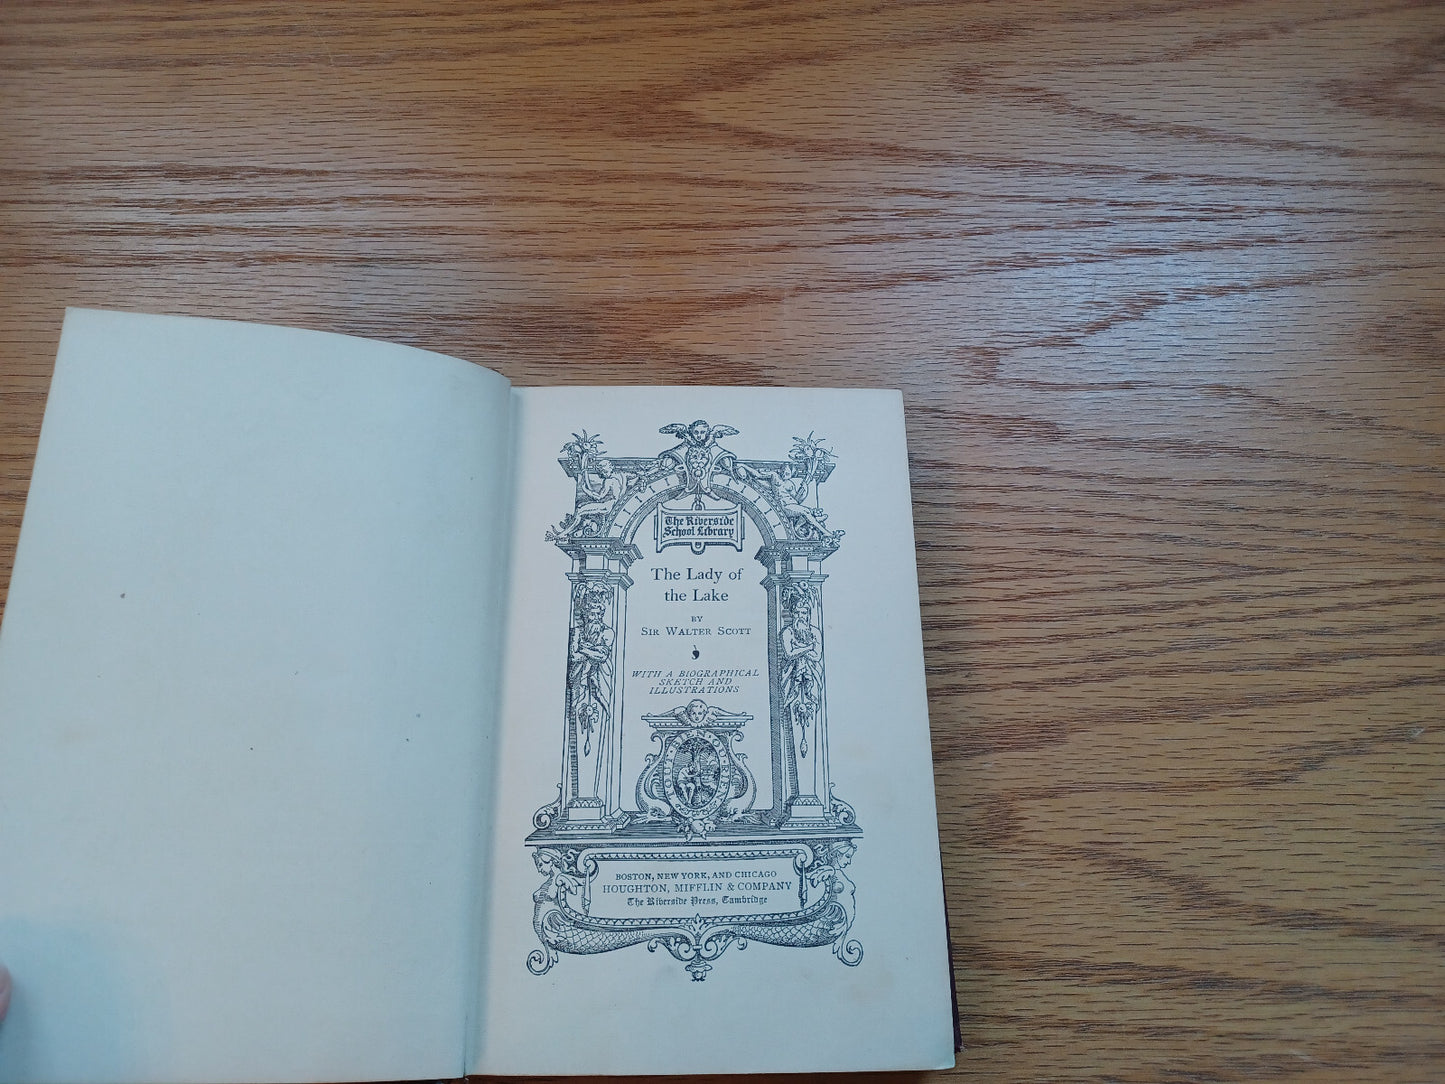 The Riverside
School Library
The Lady of
the Lake
BY
SIR WALTER SCOTT
WITH A BIOGRAPHICAL
SKETCH AND
ILLUSTRATIONS
BOSTON, NEW YORK, AND CHICAGO
HOUGHTON, MIFFLIN & COMPANY
The Riverside Press, Cambridge